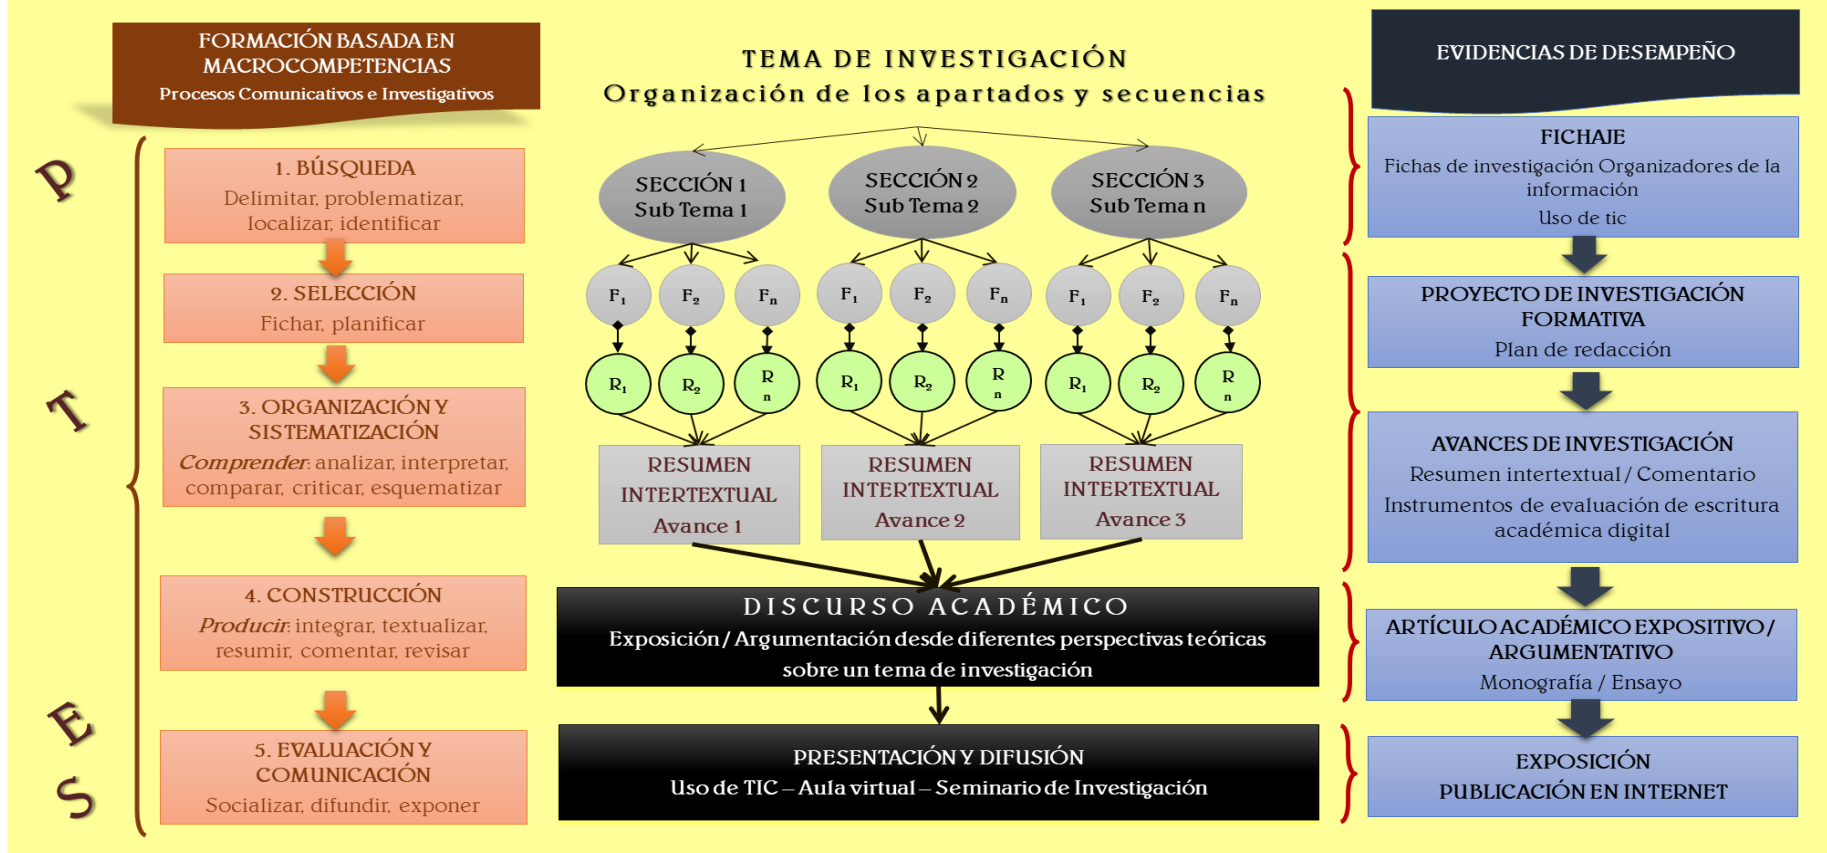 FORMACIÓN BASADA EN
MACROCOMPETENCIAS
Procesos Comunicativos e Investigativos
P
T
E
S
1. BÚSQUEDA
Delimitar, problematizar,
localizar, identificar
2. SELECCIÓN
Fichar, planificar
3. ORGANIZACIÓN Y
SISTEMATIZACIÓN
Comprender: analizar, interpretar,
comparar, criticar, esquematizar
4. CONSTRUCCIÓN
Producir: integrar, textualizar,
resumir, comentar, revisar
5. EVALUACIÓN Y
COMUNICACIÓN
Socializar, difundir, exponer
TEMA DE INVESTIGACIÓN
Organización de los apartados y secuencias
SECCIÓN 1
Sub Tema 1
SECCIÓN 2
Sub Tema 2
SECCIÓN 3
Sub Tema n
F1 F2 Fn
F1 F2 Fn
F1 F2 Fn
R1 R2 R n
R1 R2 R n
R1 R2 R n
RESUMEN
INTERTEXTUAL
Avance 1
RESUMEN
INTERTEXTUAL
Avance 2
RESUMEN
INTERTEXTUAL
Avance 3
DISCURSO ACADÉMICO
Exposición / Argumentación desde diferentes perspectivas teóricas
sobre un tema de investigación
PRESENTACIÓN Y DIFUSIÓN
Uso de TIC – Aula virtual – Seminario de Investigación
EVIDENCIAS DE DESEMPEÑO
FICHAJE
Fichas de investigación Organizadores de la
información
Uso de tic
PROYECTO DE INVESTIGACIÓN
FORMATIVA
Plan de redacción
AVANCES DE INVESTIGACIÓN
Resumen intertextual / Comentario
Instrumentos de evaluación de escritura
académica digital
ARTÍCULO ACADÉMICO EXPOSITIVO /
ARGUMENTATIVO
Monografía / Ensayo
EXPOSICIÓN
PUBLICACIÓN EN INTERNET